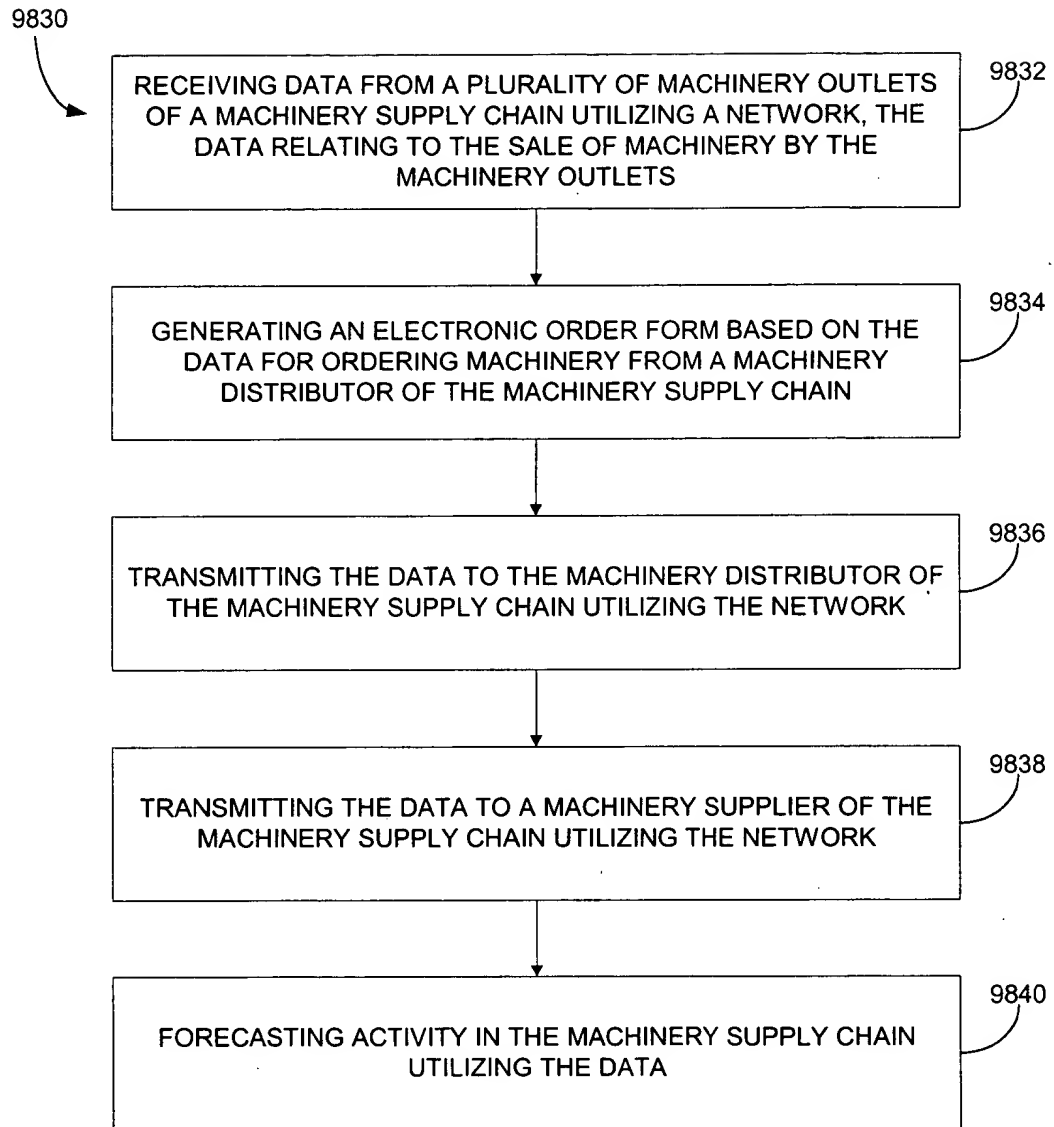 9830
RECEIVING DATA FROM A PLURALITY OF MACHINERY OUTLETS
OF A MACHINERY SUPPLY CHAIN UTILIZING A NETWORK, THE
DATA RELATING TO THE SALE OF MACHINERY BY THE
MACHINERY OUTLETS
9832
GENERATING AN ELECTRONIC ORDER FORM BASED ON THE
DATA FOR ORDERING MACHINERY FROM A MACHINERY
DISTRIBUTOR OF THE MACHINERY SUPPLY CHAIN
9834
TRANSMITTING THE DATA TO THE MACHINERY DISTRIBUTOR OF
THE MACHINERY SUPPLY CHAIN UTILIZING THE NETWORK
9836
TRANSMITTING THE DATA TO A MACHINERY SUPPLIER OF THE
MACHINERY SUPPLY CHAIN UTILIZING THE NETWORK
9838
FORECASTING ACTIVITY IN THE MACHINERY SUPPLY CHAIN
UTILIZING THE DATA
9840